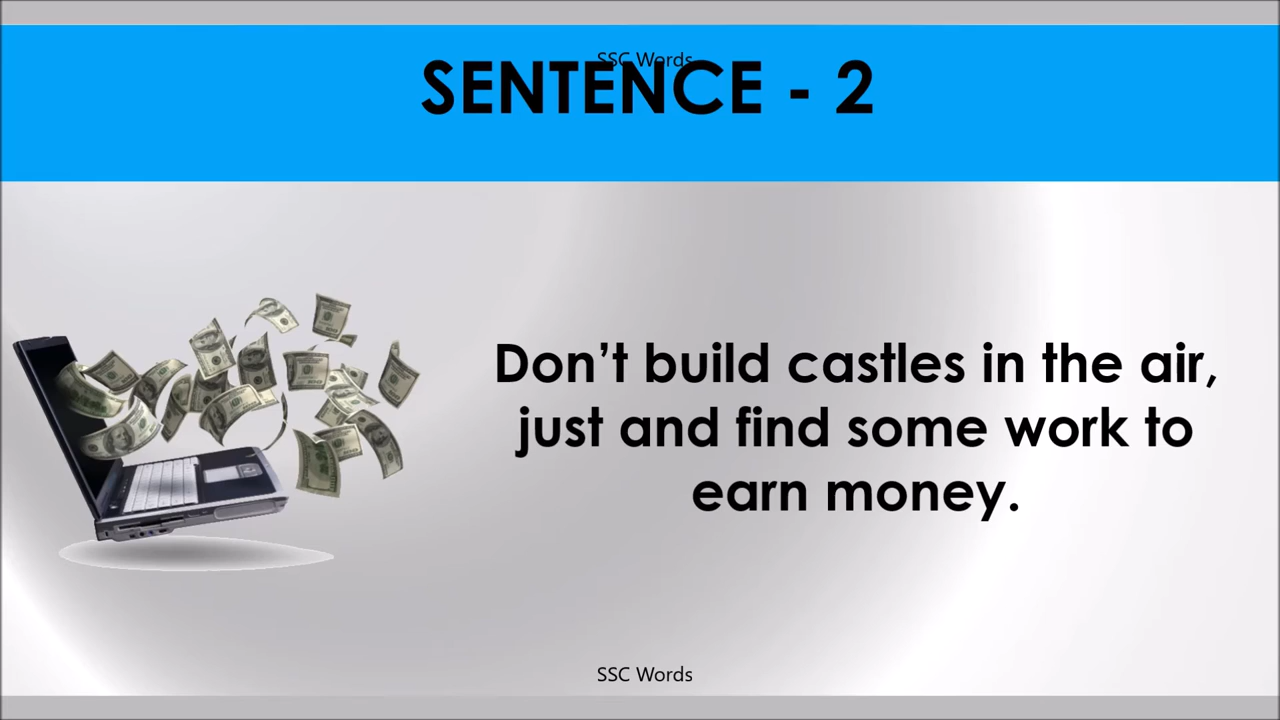 SSC Words
SENTENCE - 2
Don’t build castles in the air,
just and find some work to
earn money.
SSC Words